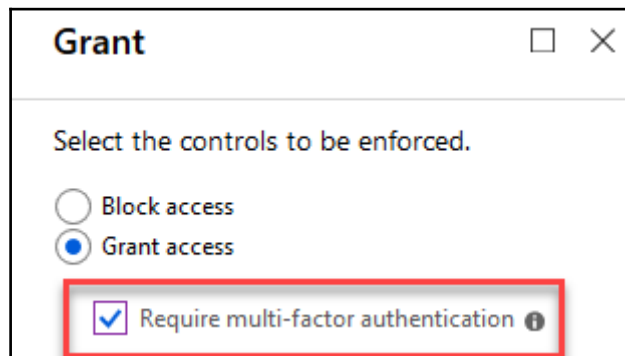 Grant
Select the controls to be enforced.
Block access
Grant access
Require multi-factor authentication